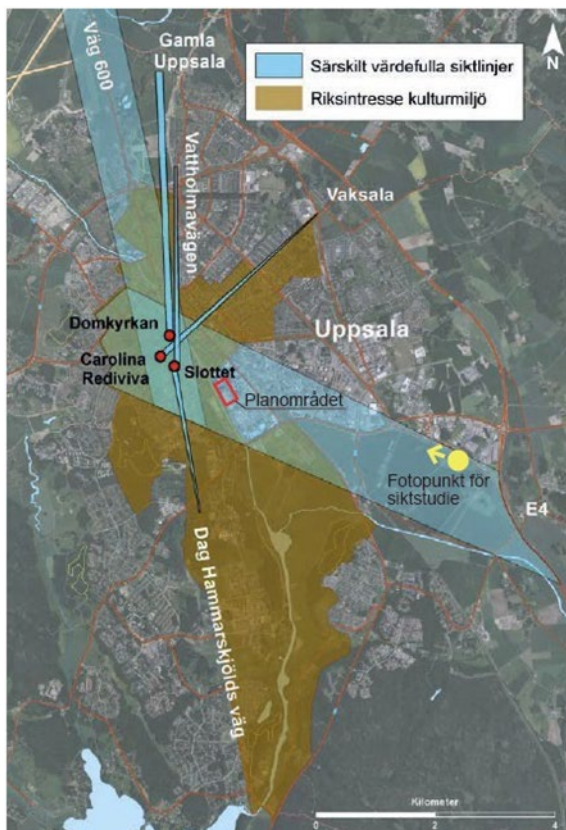 Gamla
Uppsala
Väg 600
Särskilt värdefulla siktlinjer
Riksintresse kulturmiljö
N
Vattholmavägen
Vaksala
Domkyrkan
Uppsala
Carolina
Rediviva
Slottet
Planområdet
Fotopunkt för
siktstudie
E4
Dag Hammarskjölds väg
Kilometer
0
2
4